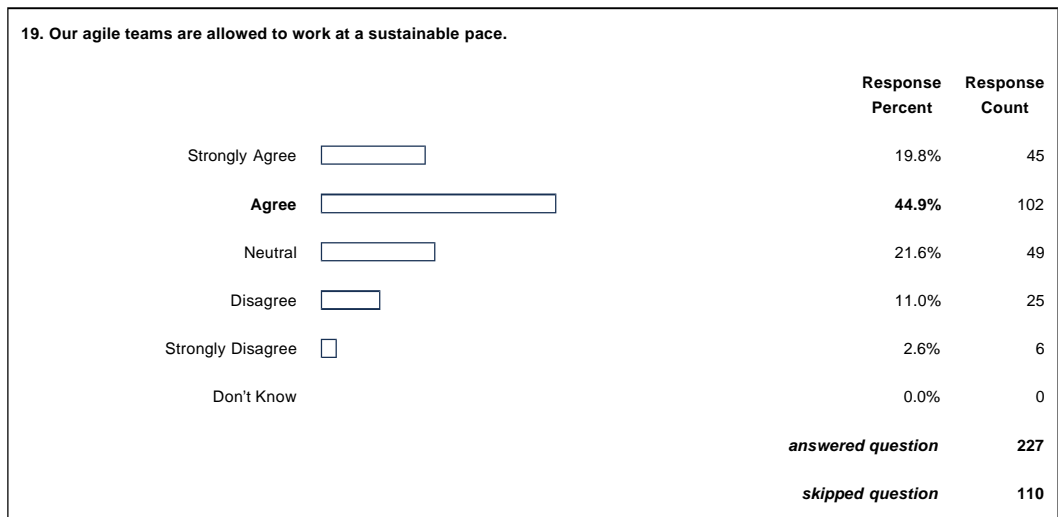 19. Our agile teams are allowed to work at a sustainable pace.
Response Percent Response Count
Strongly Agree 19.8% 45
Agree 44.9% 102
Neutral 21.6% 49
Disagree 11.0% 25
Strongly Disagree 2.6% 6
Don't Know 0.0% 0
answered question 227
skipped question 110